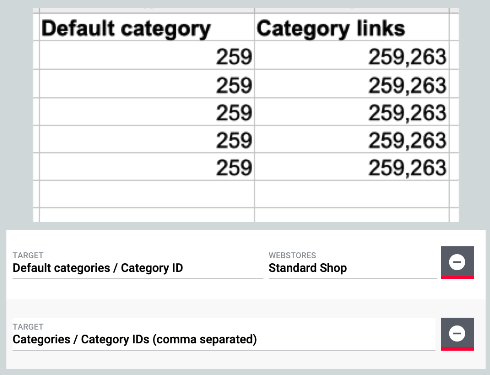 Default category Category links
259 259,263
259 259,263
259 259,263
259 259,263
259 259,263
TARGET WEBSTORES
Default categories / Category ID Standard Shop
TARGET
Categories / Category IDs (comma separated)